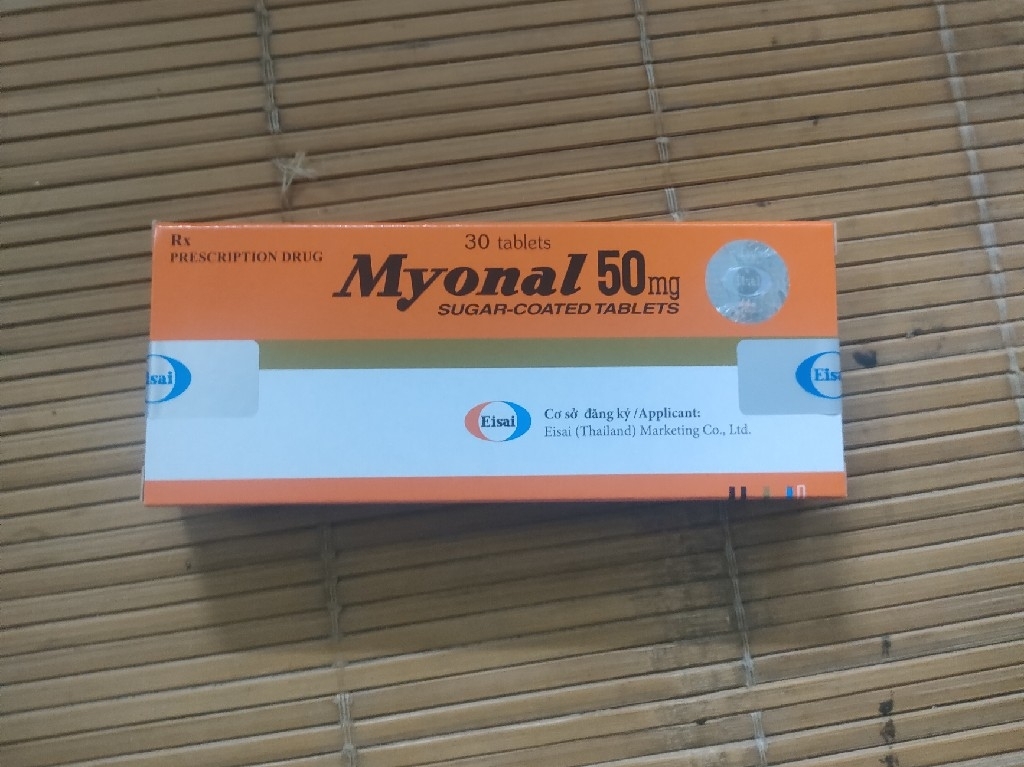 Rx
PRESCRIPTION DRUG
30 tablets
Myonal 50mg
SUGAR-COATED TABLETS
Eisai
Cơ sở đăng ký /Applicant:
Eisai (Thailand) Marketing Co., Ltd.